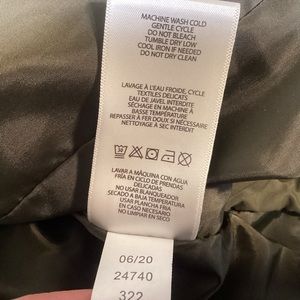 MACHINE WASH COLD
GENTLE CYCLE
DO NOT BLEACH
TUMBLE DRY LOW
COOL IRON IF NEEDED
DO NOT DRY CLEAN
LAVAGE À L'EAU FROIDE, CYCLE
TEXTILES DÉLICATS
EAU DE JAVEL INTERDITE
SÉCHAGE EN MACHINE À
BASSE TEMPÉRATURE
REPASSER À FER DOUX SI NÉCESSAIRE
NETTOYAGE À SEC INTERDIT
30
LAVAR A MÁQUINA CON AGUA
FRÍA EN CICLO DE PRENDAS
DELICADAS
NO USAR BLANQUEADOR
SECAR A MÁQUINA A
TEMPERATURA BAJA
USAR PLANCHA FRÍA
EN CASO NECESARIO
NO LIMPIAR EN SECO
06/20
24740
322